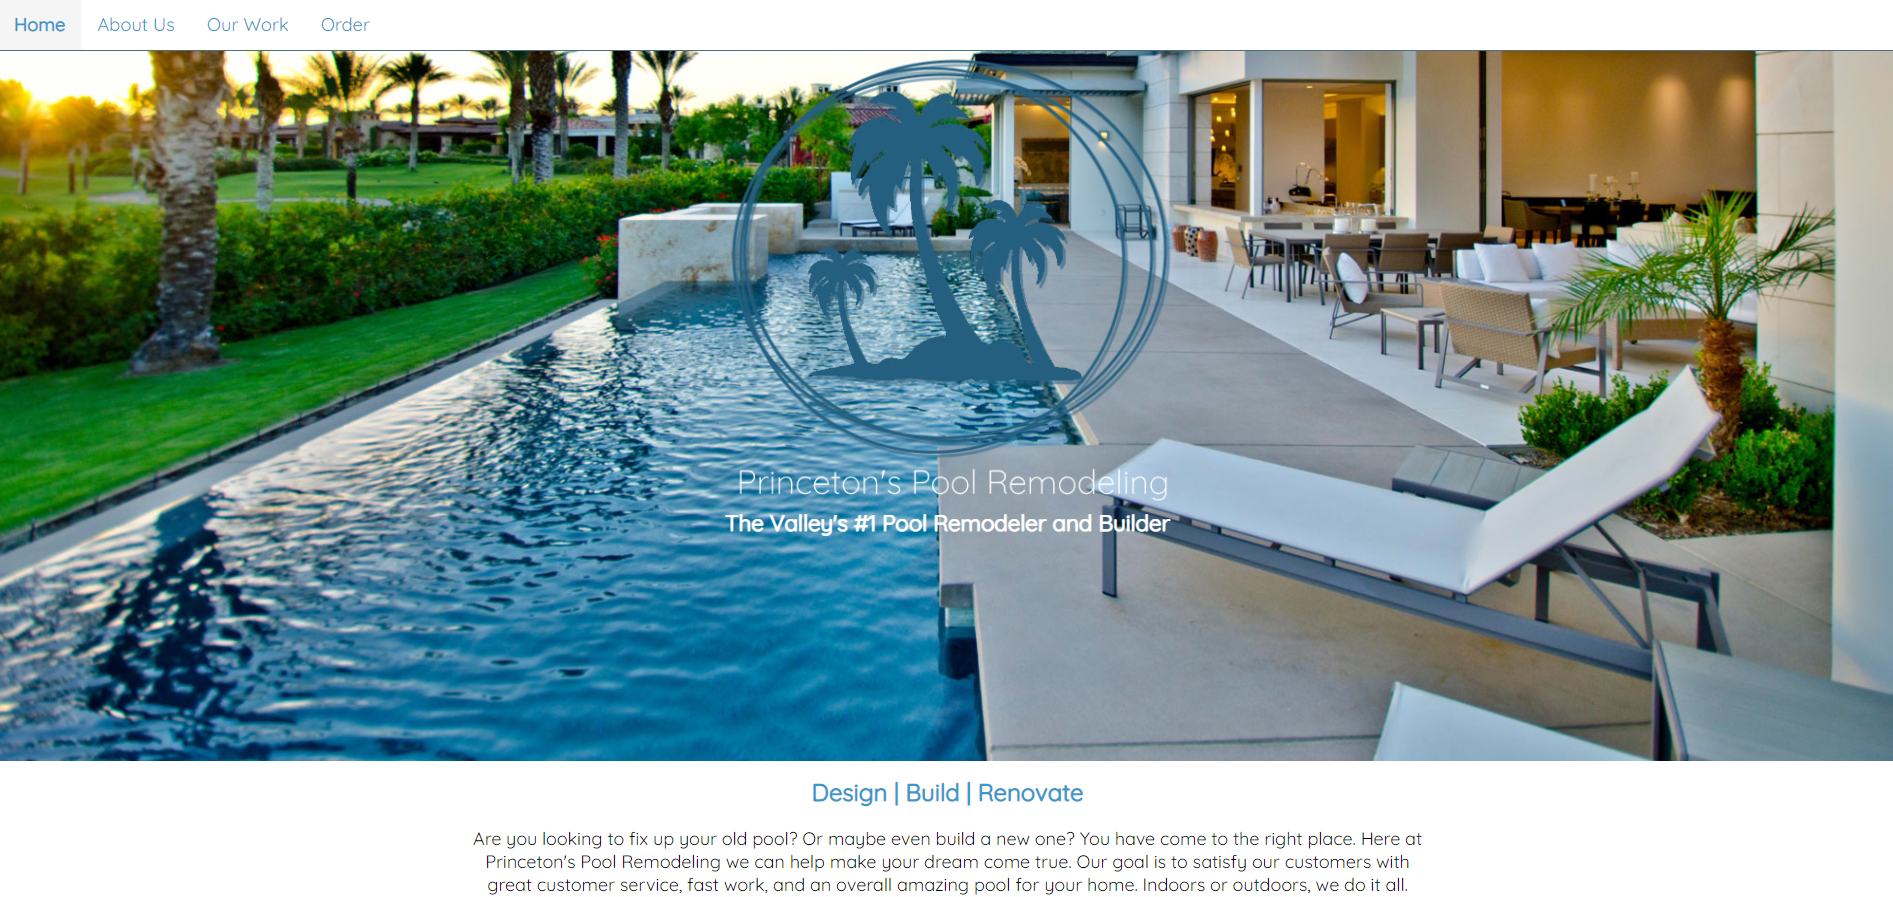 Home About Us Our Work Order
Princeton's Pool Remodeling
The Valley's #1 Pool Remodeler and Builder
Design | Build | Renovate
Are you looking to fix up your old pool? Or maybe even build a new one? You have come to the right place. Here at
Princeton's Pool Remodeling we can help make your dream come true. Our goal is to satisfy our customers with
great customer service, fast work, and an overall amazing pool for your home. Indoors or outdoors, we do it all.